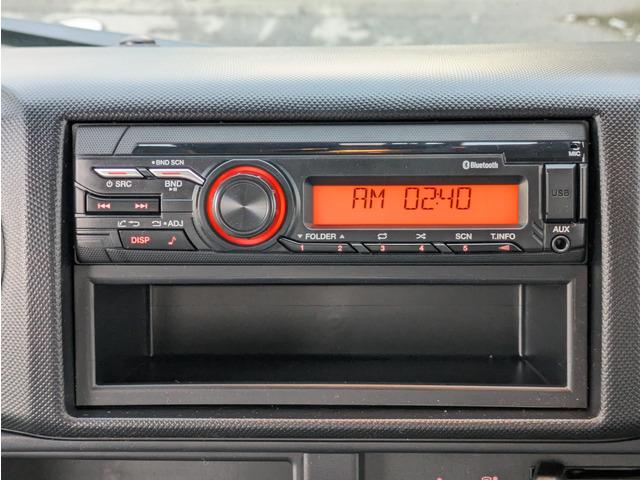 BND SCN
Bluetooth
MIC
SRC
BND
USB
AM 02:40
ADJ
DISP
FOLDER
SCN
T.INFO
AUX
1 2 3 4 5